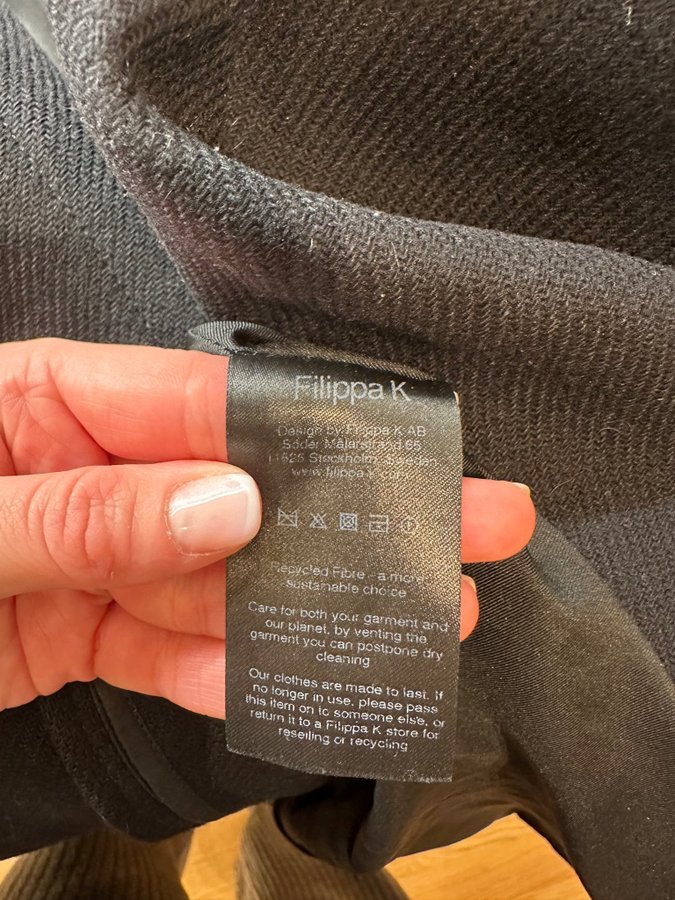 Filippa K
Design by Filippa K AB
Söder Mälarstrand 65
11825 Stockholm, Sweden
www.filippa-k.com
Recycled Fibre - a more
sustainable choice
Care for both your garment and
our planet, by venting the
garment you can postpone dry
cleaning
Our clothes are made to last. If
no longer in use, please pass
this item on to someone else, or
return it to a Filippa K store for
reselling or recycling